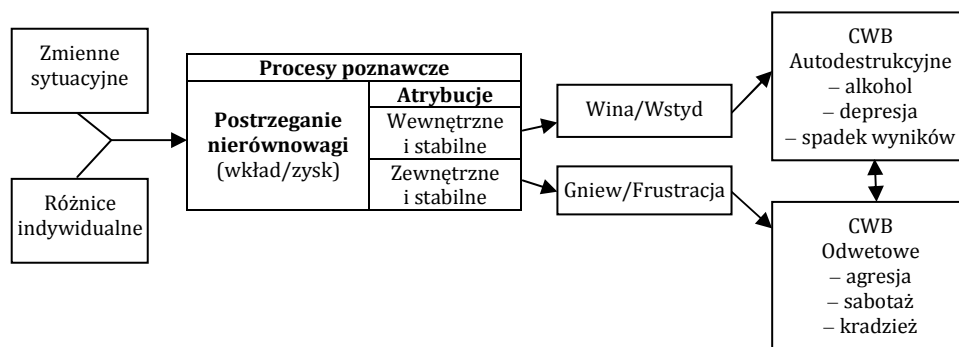 Zmienne
sytuacyjne
Różnice
indywidualne
Procesy poznawcze
Postrzeganie
nierównowagi
(wkład/zysk)
Atrybucje
Wewnętrzne
i stabilne
Zewnętrzne
i stabilne
Wina/Wstyd
Gniew/Frustracja
CWB
Autodestrukcyjne
– alkohol
– depresja
– spadek wyników
CWB
Odwetowe
– agresja
– sabotaż
– kradzież